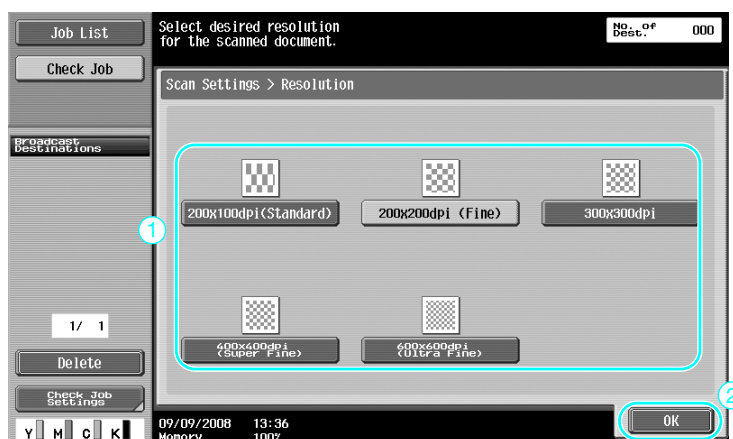 Job List
Check Job
Select desired resolution
for the scanned document.
No. of
Dest.
000
Scan Settings > Resolution
Broadcast
Destinations
1
200x100dpi(Standard)
200x200dpi (Fine)
300x300dpi
400x400dpi
(Super Fine)
600x600dpi
(Ultra Fine)
1/ 1
Delete
Check Job
Settings
2
OK
Y M C K
09/09/2008 13:36
Memory 100%